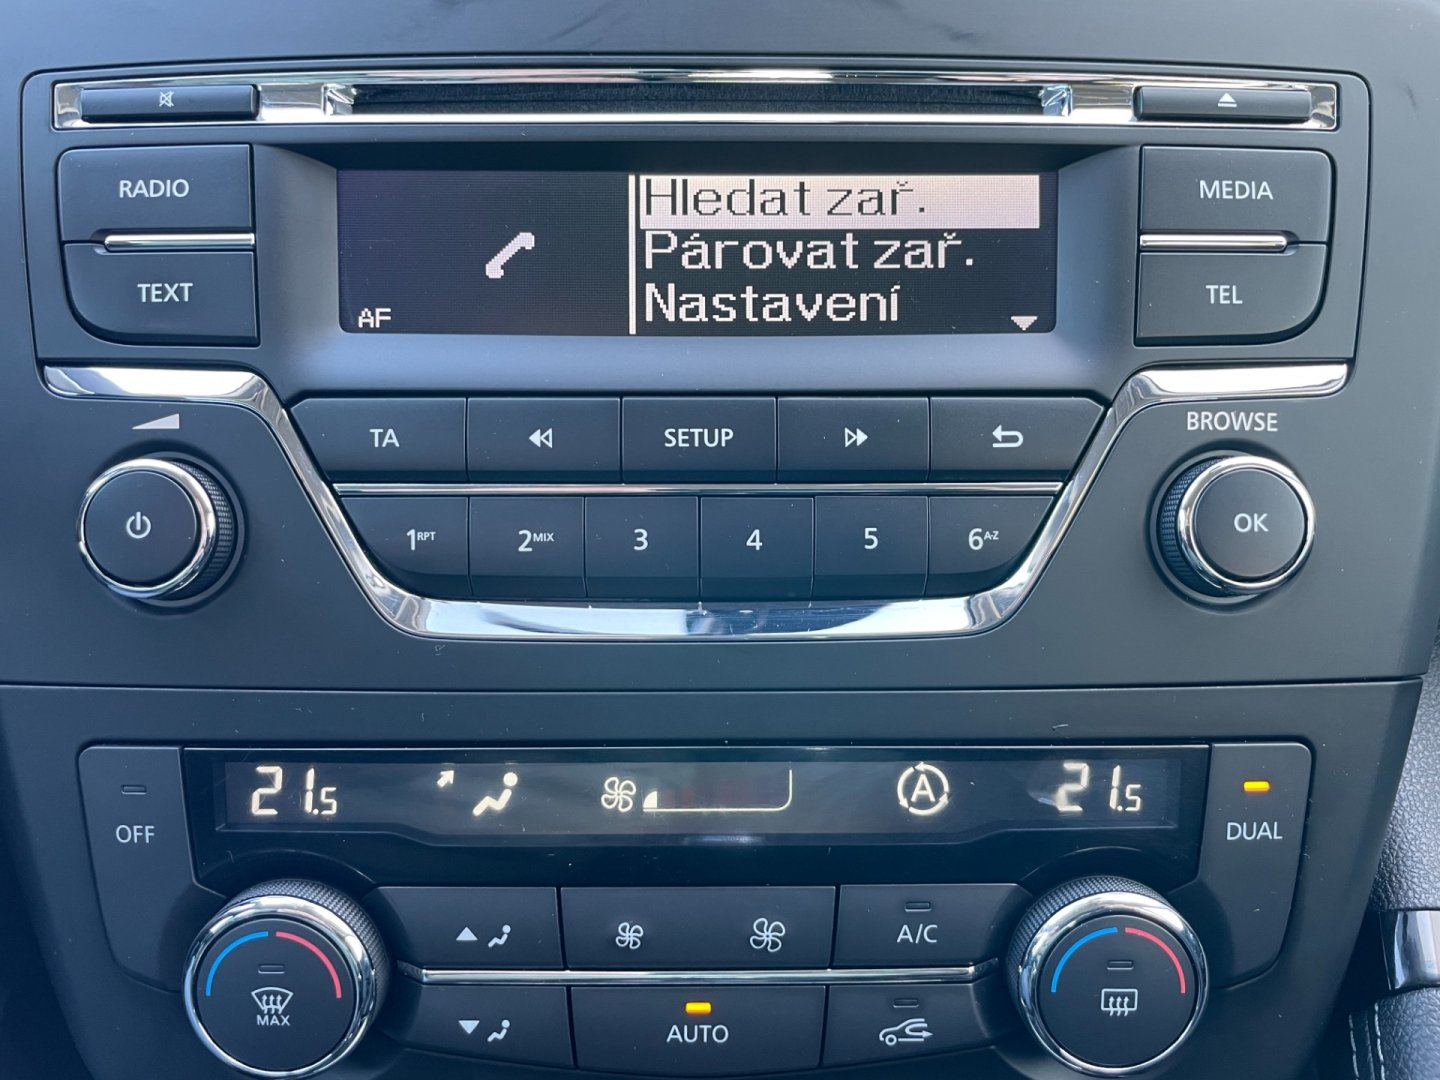 RADIO
TEXT
Hledat zař.
Párovat zař.
Nastavení
AF
MEDIA
TEL
TA
SETUP
BROWSE
1RPT
2MIX
3
4
5
6A-Z
OK
21.5
A
21.5
OFF
DUAL
A/C
MAX
AUTO